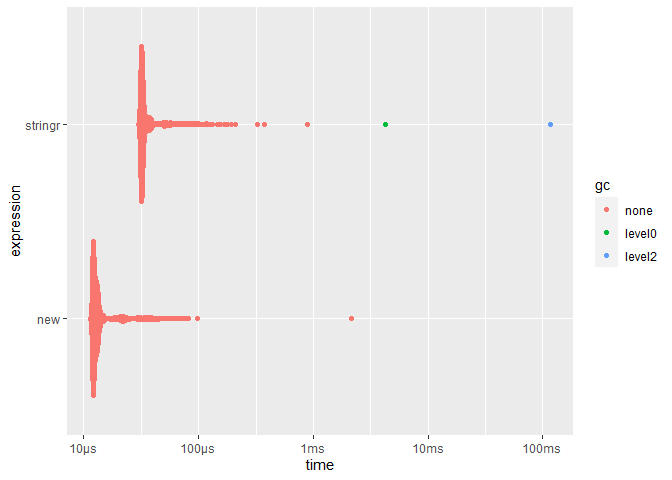 expression
stringr
new
10µs 100µs 1ms 10ms 100ms
time
gc
none
level0
level2